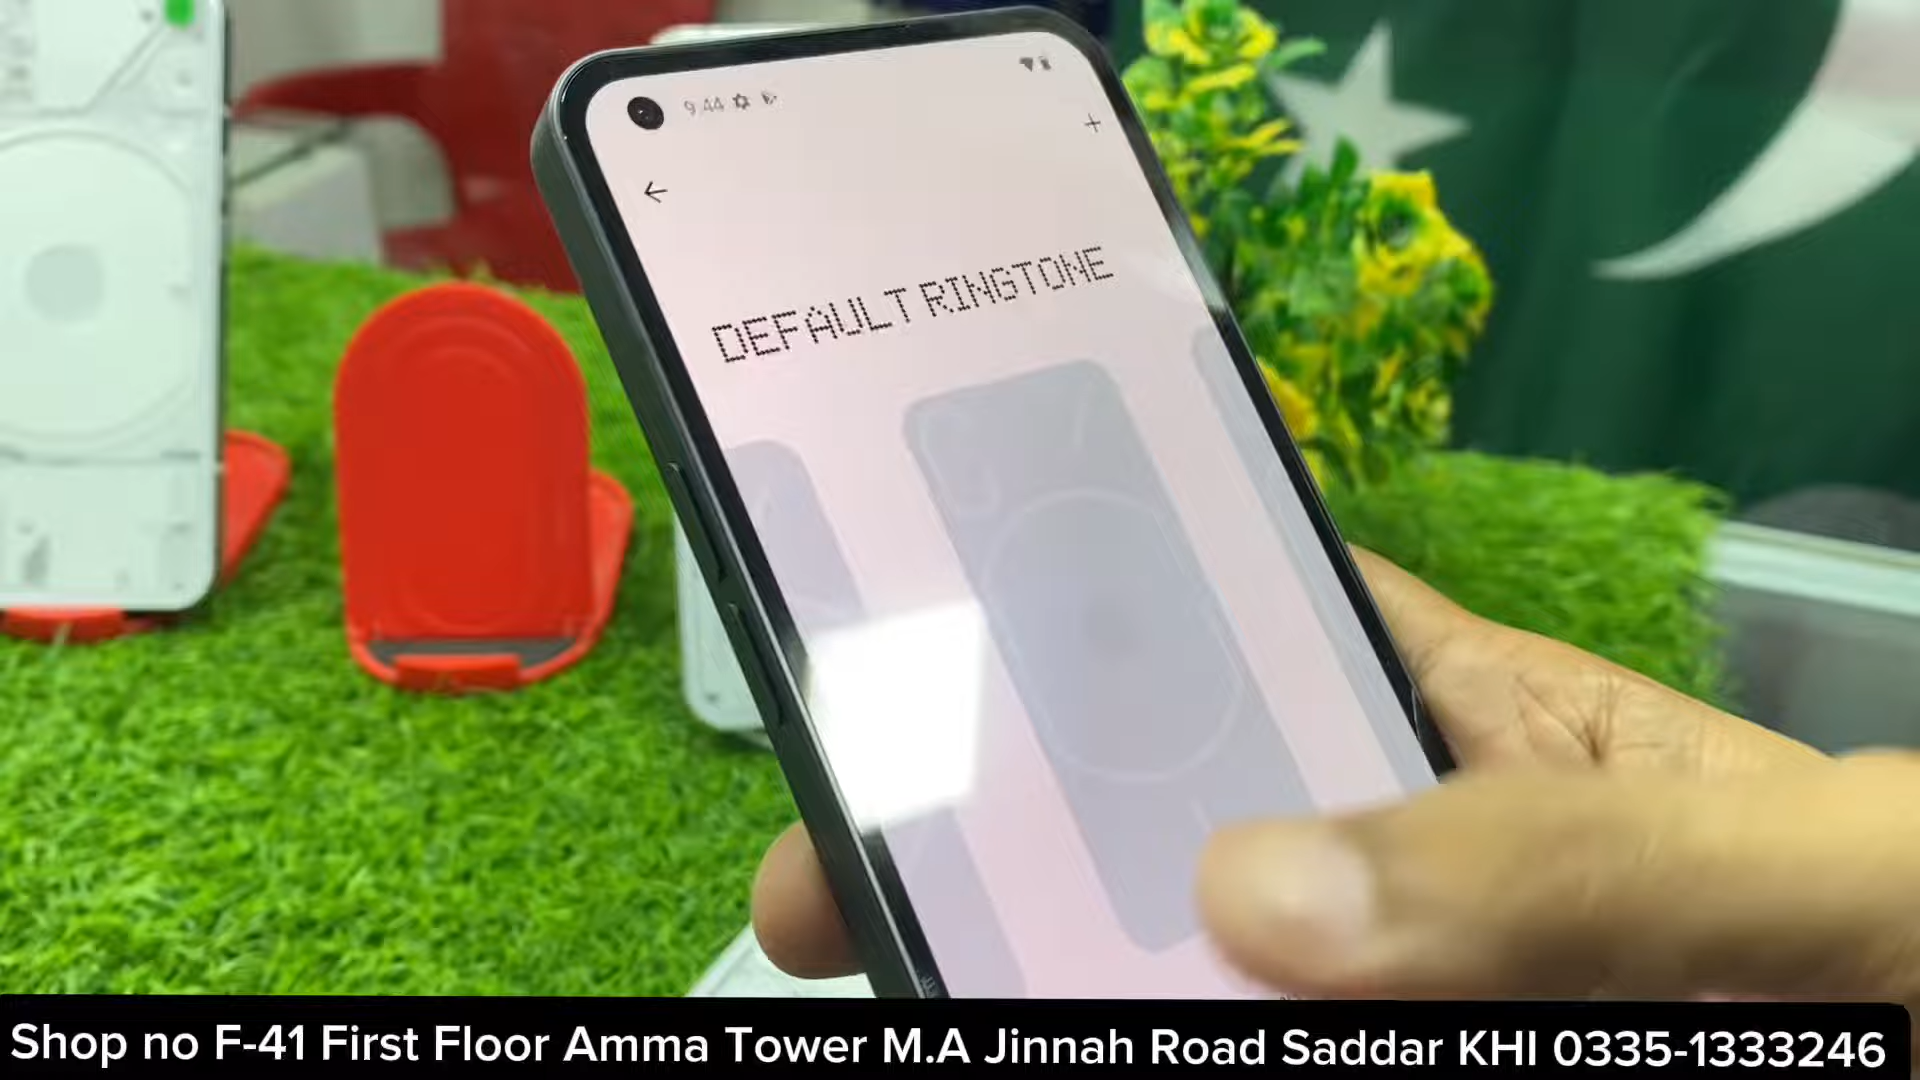 9:44
DEFAULT RINGTONE
Shop no F-41 First Floor Amma Tower M.A Jinnah Road Saddar KHI 0335-1333246